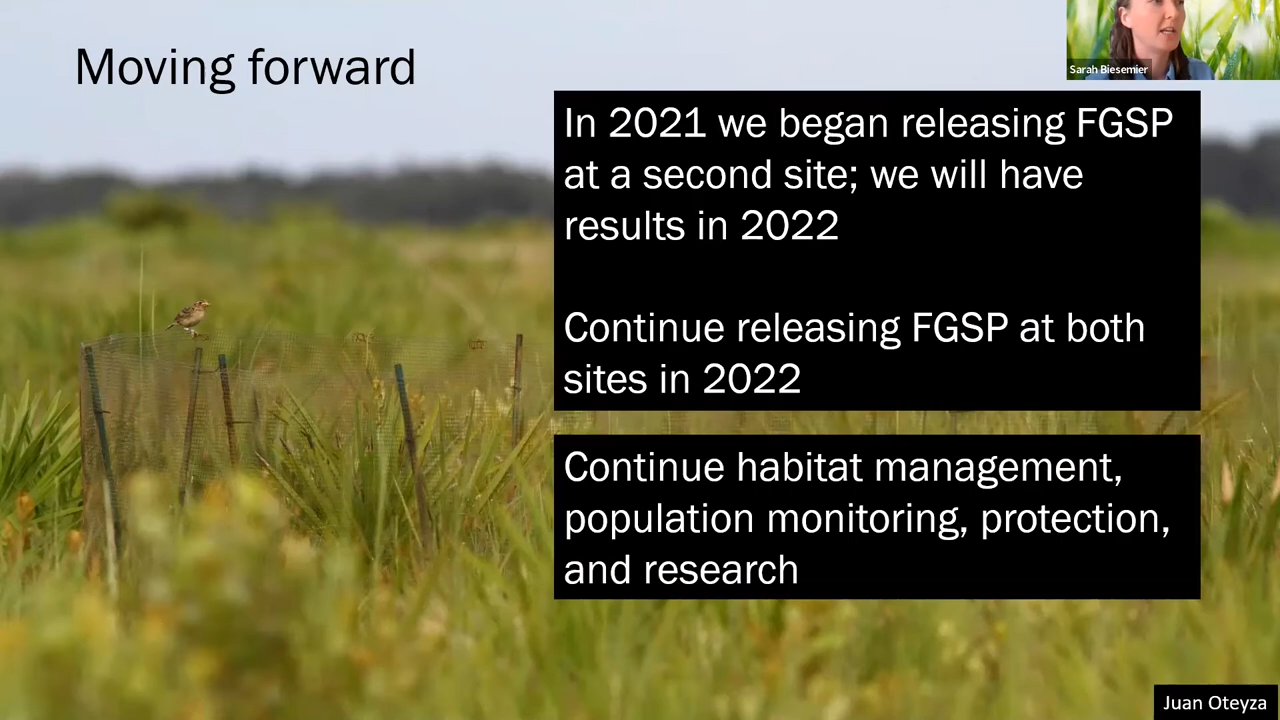 Moving forward
Sarah Biesemier
In 2021 we began releasing FGSP
at a second site; we will have
results in 2022
Continue releasing FGSP at both
sites in 2022
Continue habitat management,
population monitoring, protection,
and research
Juan Oteyza